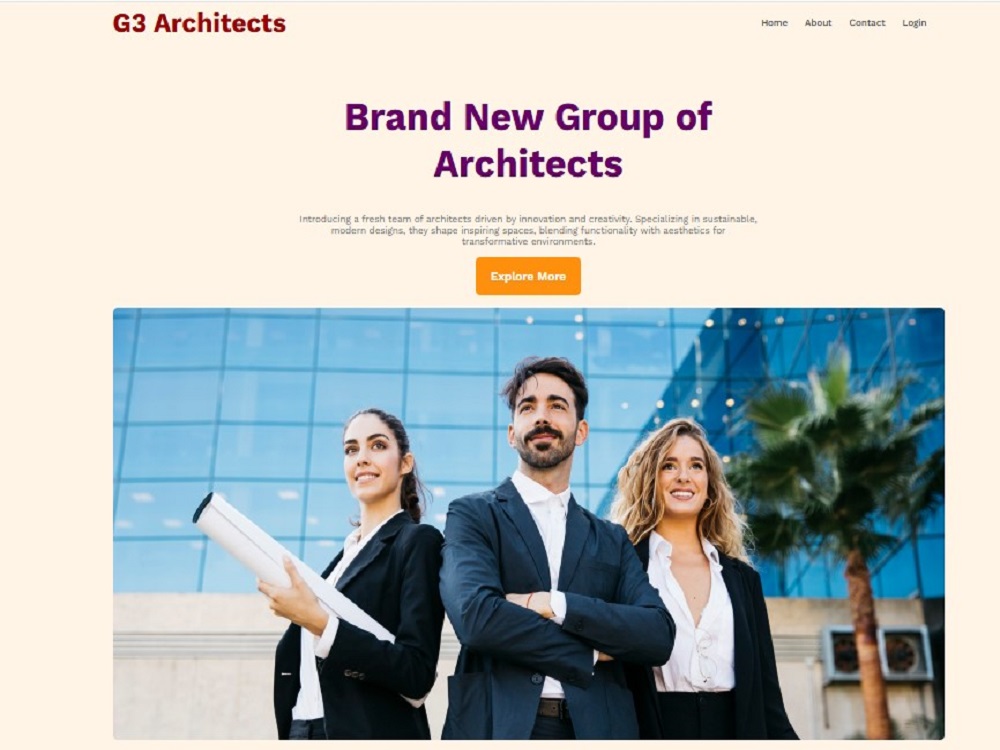 G3 Architects
Home About Contact Login
Brand New Group of
Architects
Introducing a fresh team of architects driven by innovation and creativity. Specializing in sustainable,
modern designs, they shape inspiring spaces, blending functionality with aesthetics for
transformative environments.
Explore More